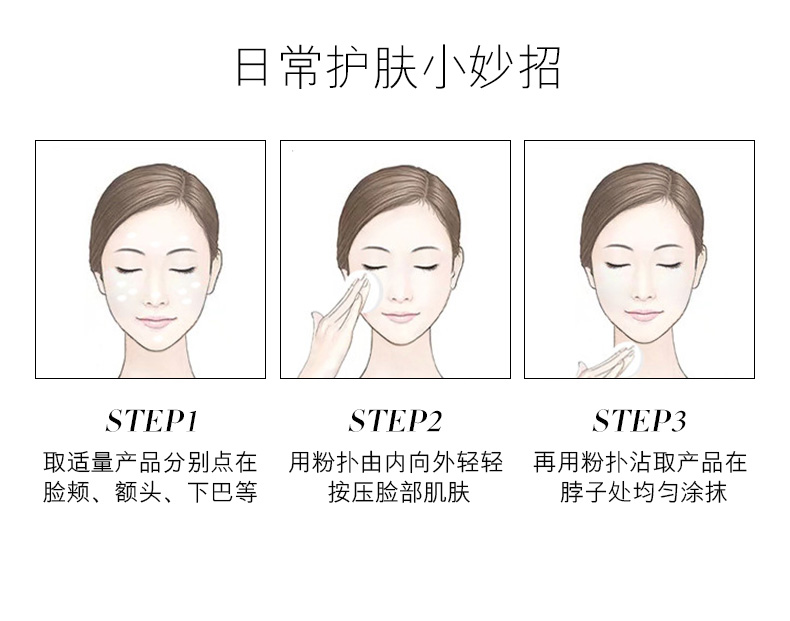 日常护肤小妙招
STEP1
取适量产品分别点在
脸颊、额头、下巴等
STEP2
用粉扑由内向外轻轻
按压脸部肌肤
STEP3
再用粉扑沾取产品在
脖子处均匀涂抹